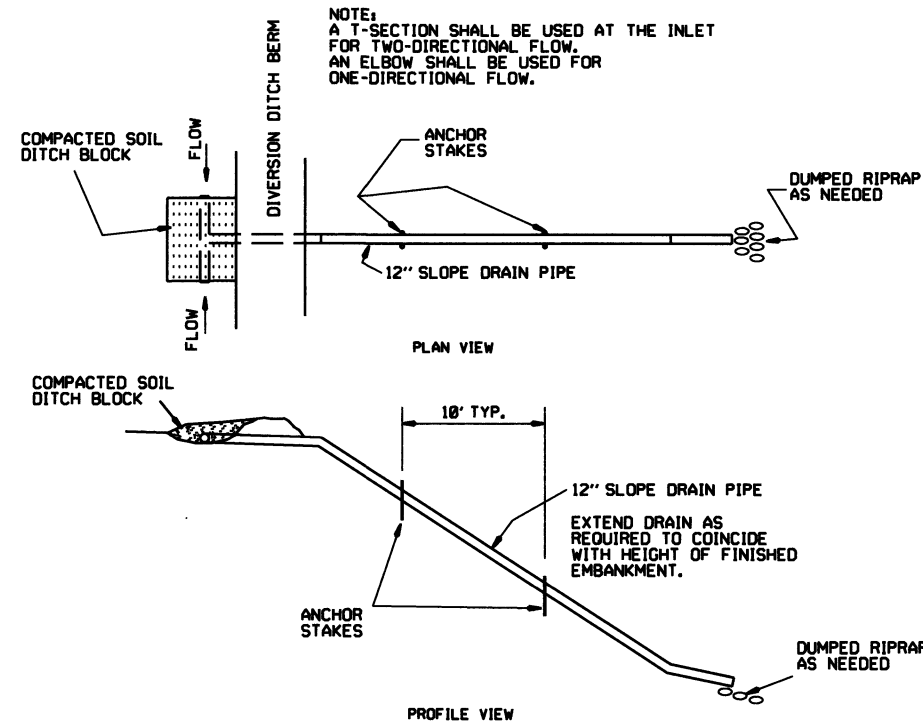 NOTE:
A T-SECTION SHALL BE USED AT THE INLET
FOR TWO-DIRECTIONAL FLOW.
AN ELBOW SHALL BE USED FOR
ONE-DIRECTIONAL FLOW.
COMPACTED SOIL
DITCH BLOCK
FLOW
DIVERSION DITCH BERM
ANCHOR
STAKES
DUMPED RIPRAP
AS NEEDED
12" SLOPE DRAIN PIPE
FLOW
PLAN VIEW
COMPACTED SOIL
DITCH BLOCK
10' TYP.
12" SLOPE DRAIN PIPE
EXTEND DRAIN AS
REQUIRED TO COINCIDE
WITH HEIGHT OF FINISHED
EMBANKMENT.
ANCHOR
STAKES
DUMPED RIPRAP
AS NEEDED
PROFILE VIEW